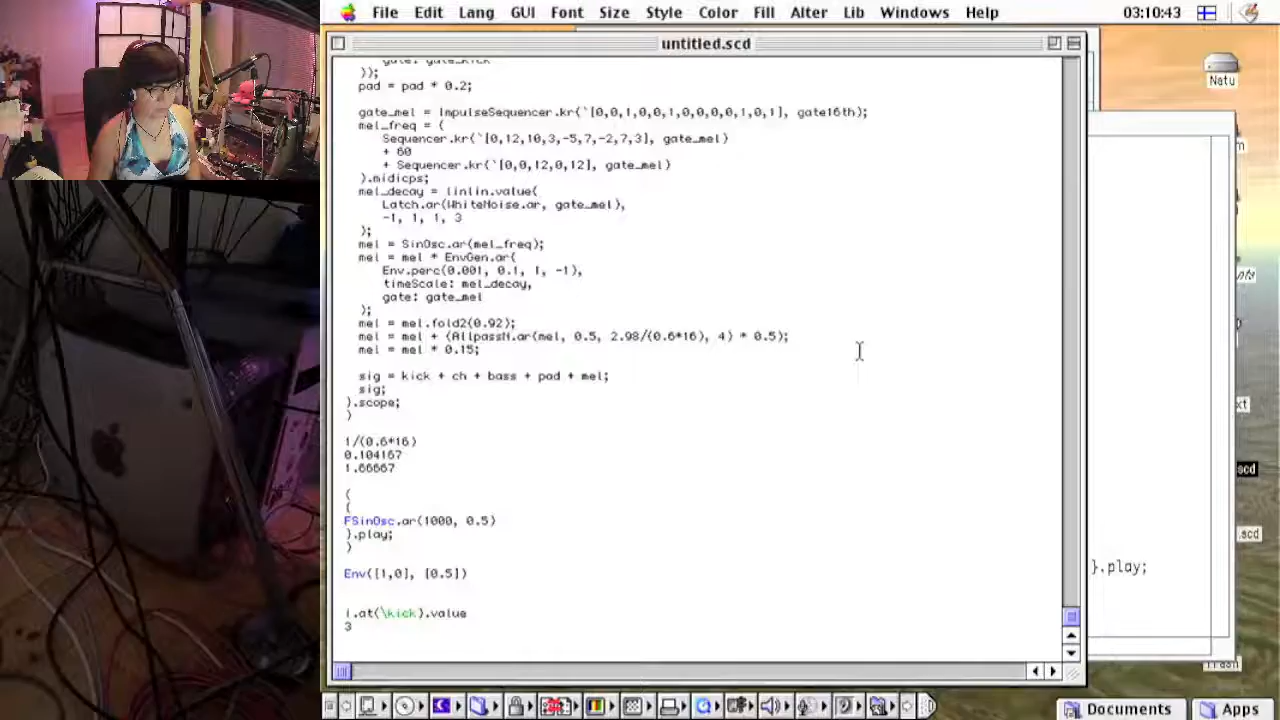 File Edit Lang GUI Font Size Style Color Fill Alter Lib Windows Help 03:10:43
untitled.scd
Natu
gate: gate_kick
));
pad = pad * 0.2;
gate_mel = ImpulseSequencer.kr(`[0,0,1,0,0,1,0,0,0,0,1,0,1], gate16th);
mel_freq = (
Sequencer.kr(`[0,12,10,3,-5,7,-2,7,3], gate_mel)
+ 60
+ Sequencer.kr(`[0,0,12,0,12], gate_mel)
).midicps;
mel_decay = linlin.value(
Latch.ar(WhiteNoise.ar, gate_mel),
-1, 1, 1, 3
);
mel = SinOsc.ar(mel_freq);
mel = mel * EnvGen.ar(
Env.perc(0.001, 0.1, 1, -1),
timeScale: mel_decay,
gate: gate_mel
);
mel = mel.fold2(0.92);
mel = mel + (AllpassN.ar(mel, 0.5, 2.98/(0.6*16), 4) * 0.5);
mel = mel * 0.15;
sig = kick + ch + bass + pad + mel;
sig;
).scope;
)
1/(0.6*16)
0.104167
1.66667
(
{
FSinOsc.ar(1000, 0.5)
}.play;
)
Env([1,0], [0.5])
i.at(\kick).value
3
xt
scd
.scd
}.play;
Documents Apps